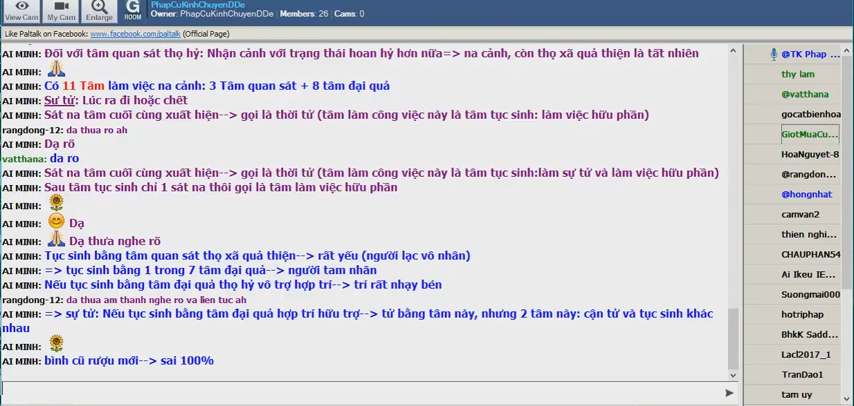 PhapCuKinhChuyenDDe
Owner: PhapCuKinhChuyenDDe | Members: 26 | Cams: 0
View Cam
My Cam
Enlarge
G
ROOM
Like Paltalk on Facebook: www.facebook.com/paltalk (Official Page)
AI MINH: Đối với tâm quan sát thọ hỷ: Nhận cảnh với trạng thái hoan hỷ hơn nữa=> na cảnh, còn thọ xã quả thiện là tất nhiên
AI MINH:
AI MINH: Có 11 Tâm làm việc na cảnh: 3 Tâm quan sát + 8 tâm đại quả
AI MINH: Sự tử: Lúc ra đi hoặc chết
AI MINH: Sát na tâm cuối cùng xuất hiện--> gọi là thời tử (tâm làm công việc này là tâm tục sinh: làm việc hữu phần)
rangdong-12: da thua ro ah
AI MINH: Dạ rõ
vatthana: da ro
AI MINH: Sát na tâm cuối cùng xuất hiện--> gọi là thời tử (tâm làm công việc này là tâm tục sinh:làm sự tử và làm việc hữu phần)
AI MINH: Sau tâm tục sinh chỉ 1 sát na thôi gọi là tâm làm việc hữu phần
AI MINH:
AI MINH: Dạ
AI MINH: Dạ thưa nghe rõ
AI MINH: Tục sinh bằng tâm quan sát thọ xã quả thiện--> rất yếu (người lạc vô nhân)
AI MINH: => tục sinh bằng 1 trong 7 tâm đại quả--> người tam nhân
AI MINH: Nếu tục sinh bằng tâm đại quả thọ hỷ vô trợ hợp trí--> trí rất nhạy bén
rangdong-12: da thua am thanh nghe ro va lien tuc ah
AI MINH: => sự tử: Nếu tục sinh bằng tâm đại quả hợp trí hữu trợ--> tử bằng tâm này, nhưng 2 tâm này: cận tử và tục sinh khác
nhau
AI MINH:
AI MINH: bình cũ rượu mới--> sai 100%
@TK Phap ...
thy lam
@vatthana
gocatbienhoa
GiotMuaCu...
HoaNguyet-8
@rangdon...
@hongnhat
camvan2
thien nghi...
CHAUPHAN54
Ai Ikeu IE...
Suongmai000
hotriphap
BhkK Sadd...
Lacl2017_1
TranDao1
tam uy